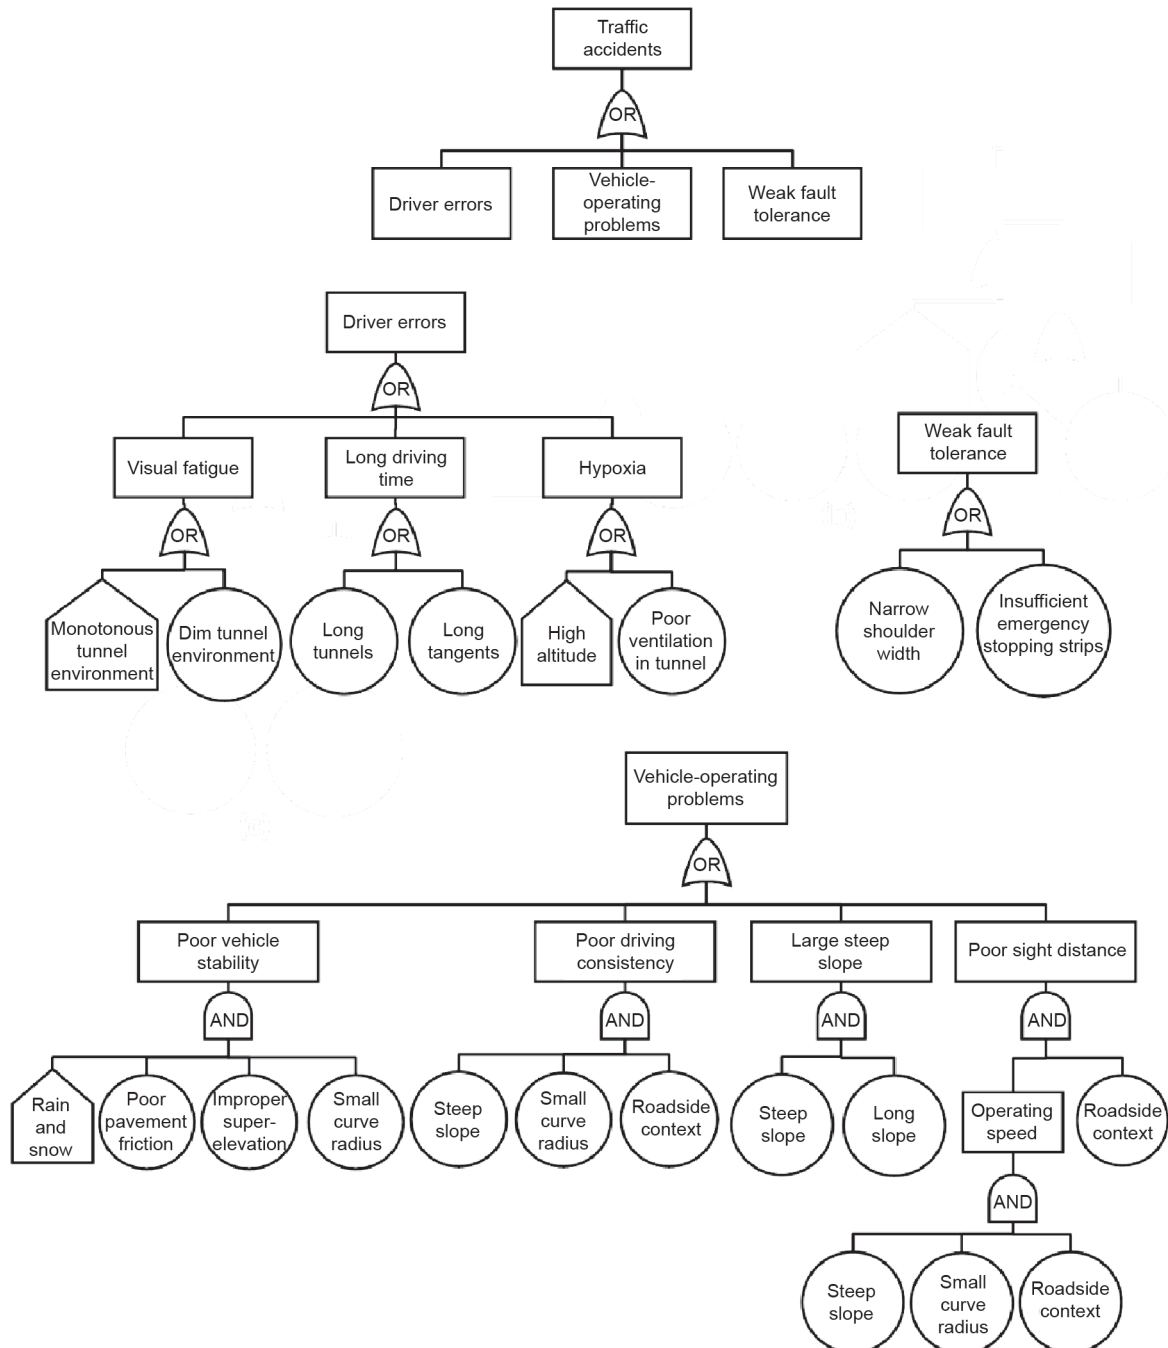 Traffic
accidents
OR
Driver errors
Vehicle-
operating
problems
Weak fault
tolerance
Driver errors
OR
Visual fatigue
Long driving
time
Hypoxia
OR
OR
OR
Monotonous
tunnel
environment
Dim tunnel
environment
Long
tunnels
Long
tangents
High
altitude
Poor
ventilation
in tunnel
Weak fault
tolerance
OR
Narrow
shoulder
width
Insufficient
emergency
stopping strips
Vehicle-operating
problems
OR
Poor vehicle
stability
Poor driving
consistency
Large steep
slope
Poor sight distance
AND
AND
AND
AND
Rain
and
snow
Poor
pavement
friction
Improper
super-
elevation
Small
curve
radius
Steep
slope
Small
curve
radius
Roadside
context
Steep
slope
Long
slope
Operating
speed
Roadside
context
AND
Steep
slope
Small
curve
radius
Roadside
context